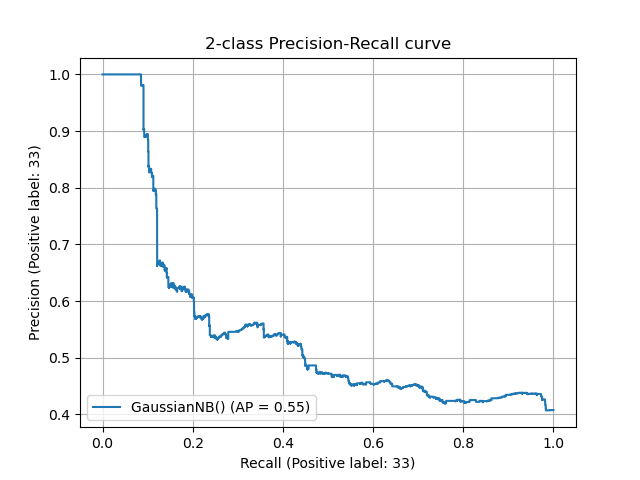 2-class Precision-Recall curve
Precision (Positive label: 33)
1.0
0.9
0.8
0.7
0.6
0.5
0.4
GaussianNB() (AP = 0.55)
0.0 0.2 0.4 0.6 0.8 1.0
Recall (Positive label: 33)